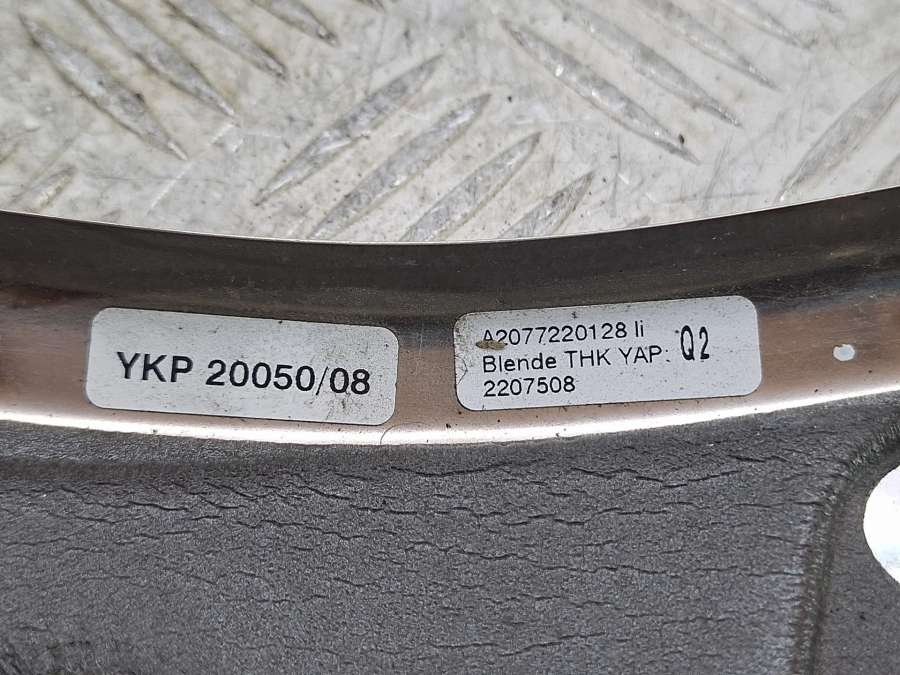 YKP 20050/08
A2077220128 li
Blende THK YAP: Q2
2207508